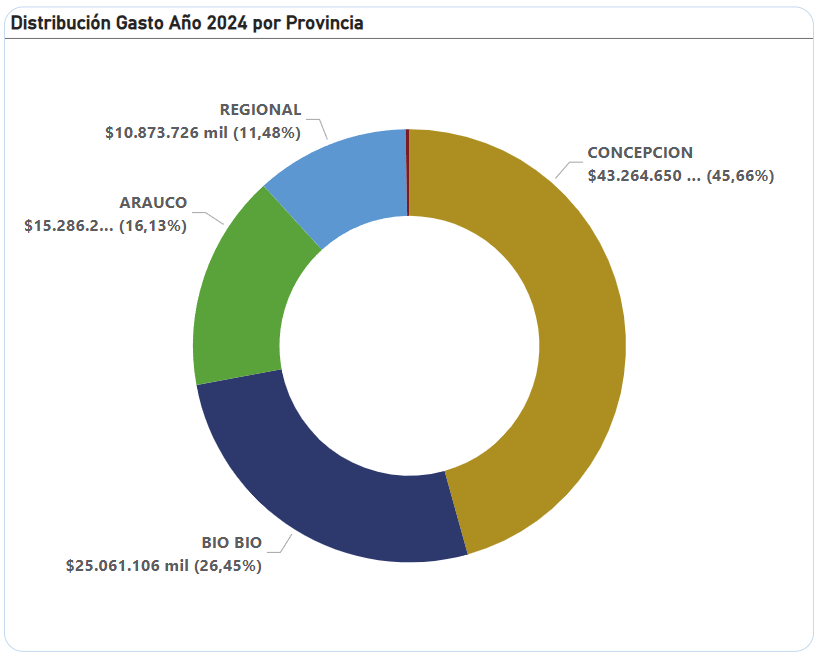 Distribución Gasto Año 2024 por Provincia
REGIONAL
$10.873.726 mil (11,48%)
CONCEPCION
$43.264.650 ... (45,66%)
ARAUCO
$15.286.2... (16,13%)
BIO BIO
$25.061.106 mil (26,45%)